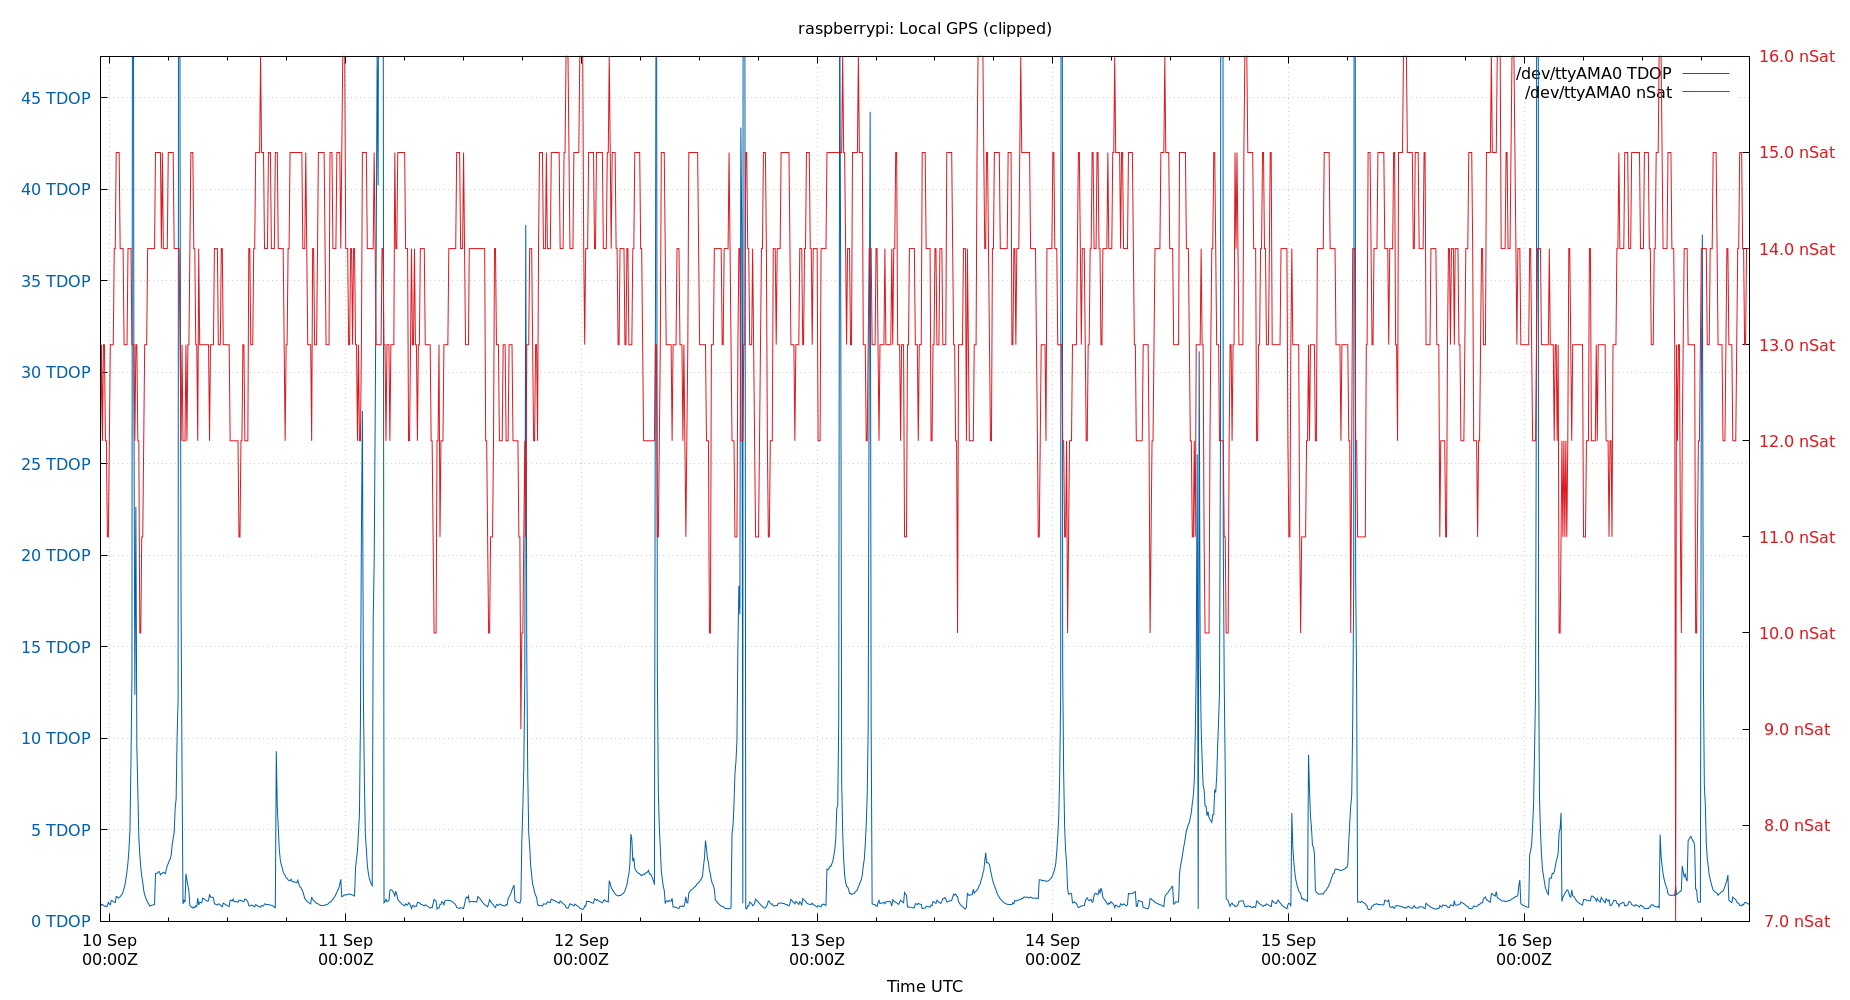 raspberrypi: Local GPS (clipped)
/dev/ttyAMA0 TDOP
/dev/ttyAMA0 nSat
45 TDOP
40 TDOP
35 TDOP
30 TDOP
25 TDOP
20 TDOP
15 TDOP
10 TDOP
5 TDOP
0 TDOP
16.0 nSat
15.0 nSat
14.0 nSat
13.0 nSat
12.0 nSat
11.0 nSat
10.0 nSat
9.0 nSat
8.0 nSat
7.0 nSat
10 Sep 11 Sep 12 Sep 13 Sep 14 Sep 15 Sep 16 Sep
00:00Z 00:00Z 00:00Z 00:00Z 00:00Z 00:00Z 00:00Z
Time UTC